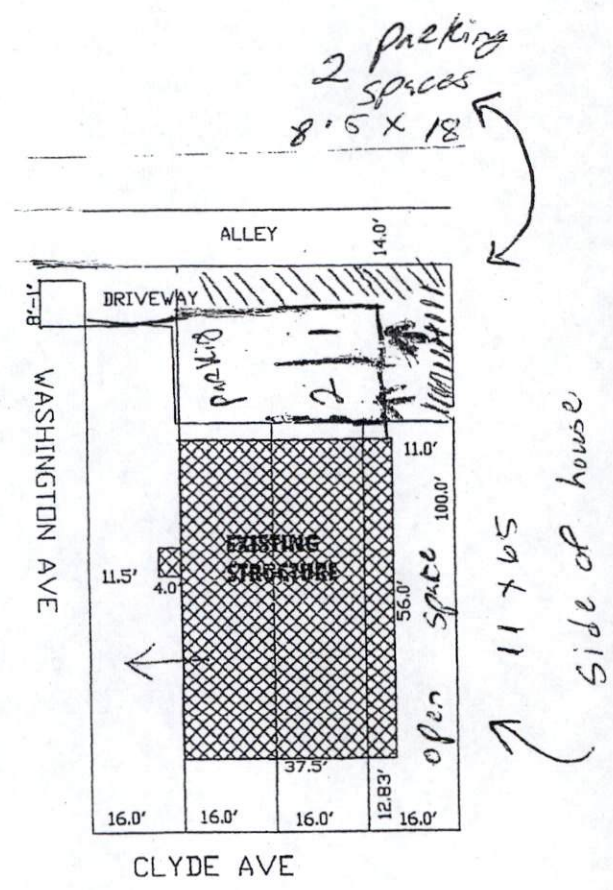 2 parking
spaces
8.5 X 18
ALLEY
14.0'
8'-1"
DRIVEWAY
parking
1
2
WASHINGTON AVE
11.0'
100.0'
EXISTING
STRUCTURE
11.5'
4.0'
56.0'
open space
11 x 65
side of house
37.5'
12.83'
16.0'
16.0'
16.0'
16.0'
CLYDE AVE